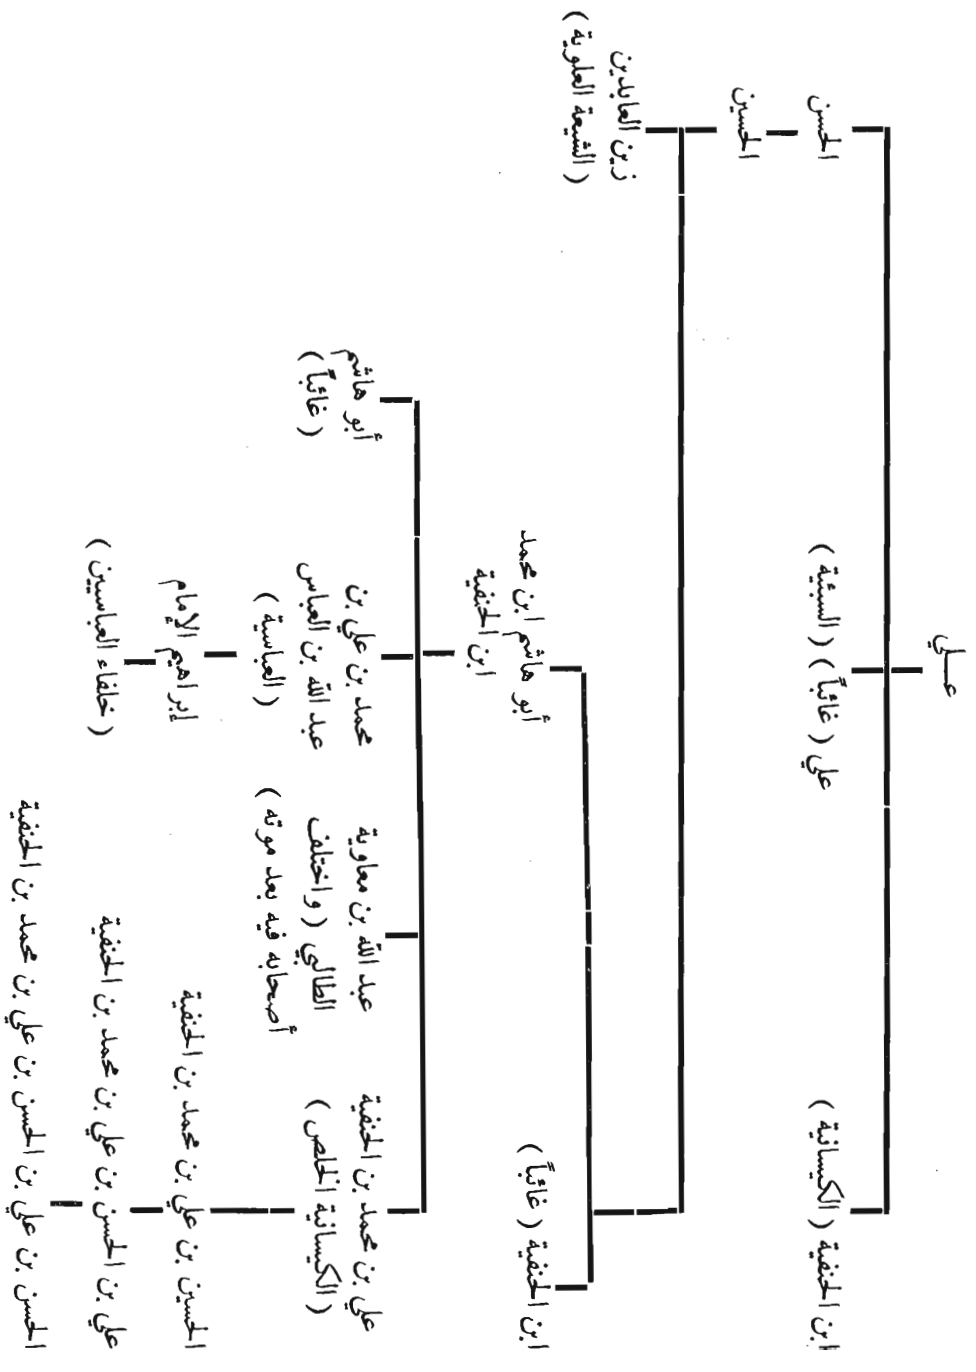 علي
الحسن
علي ( غائباً ) ( السبئية )
ابن الحنفية ( الكيسانية )
الحسين
زين العابدين
( الشيعة العلوية )
أبو هاشم ابن محمد
ابن الحنفية
ابن الحنفية ( غائباً )
أبو هاشم
( غائباً )
محمد بن علي بن
عبد الله بن العباس
( العباسية )
عبد الله بن معاوية
الطالبي ( واختلف
أصحابه فيه بعد موته )
علي بن محمد بن الحنفية
( الكيسانية الخلص )
إبراهيم الإمام
( خلفاء العباسيين )
الحسين بن علي بن محمد بن الحنفية
علي بن الحسن بن علي بن محمد بن الحنفية
الحسن بن علي بن الحسن بن علي بن محمد بن الحنفية